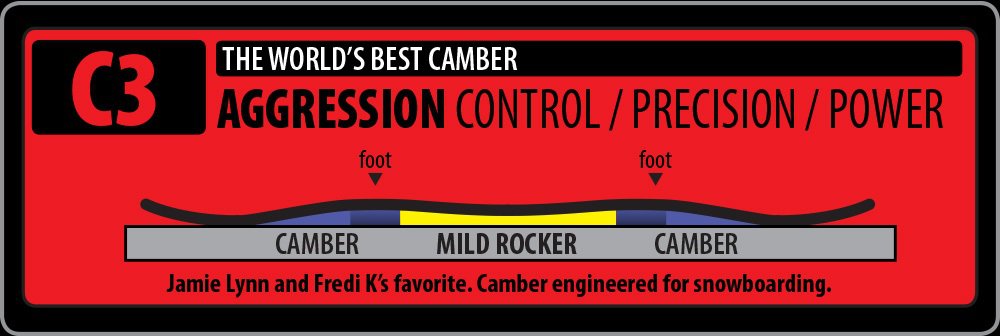 C3
THE WORLD'S BEST CAMBER
AGGRESSION CONTROL / PRECISION / POWER
foot foot
CAMBER MILD ROCKER CAMBER
Jamie Lynn and Fredi K's favorite. Camber engineered for snowboarding.